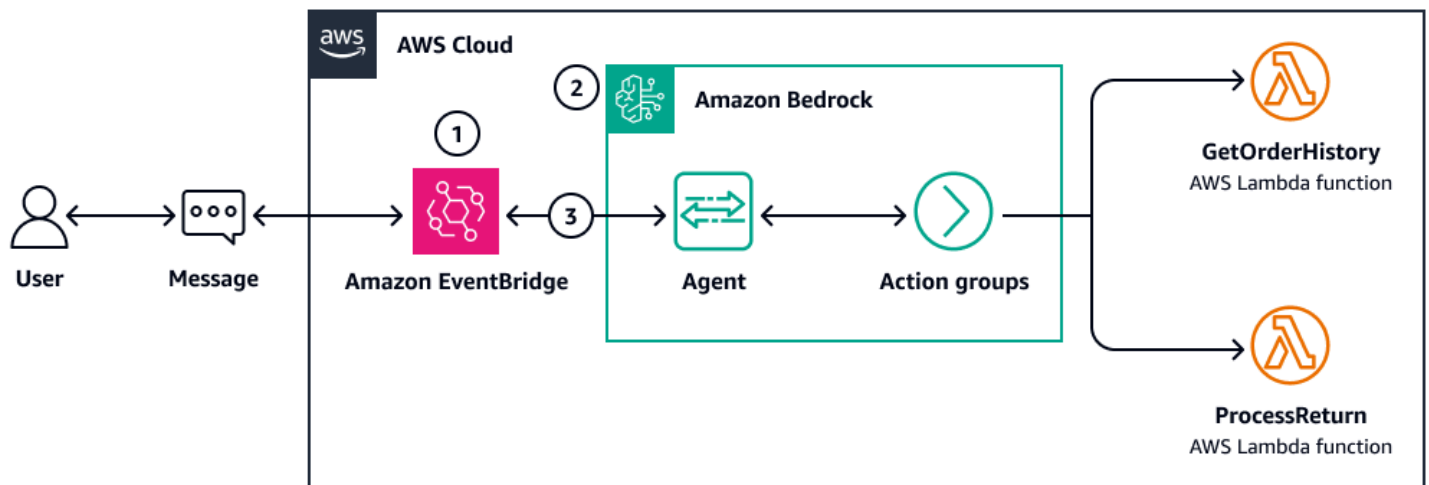 aws
AWS Cloud
2
Amazon Bedrock
1
3
User
Message
Amazon EventBridge
Agent
Action groups
GetOrderHistory
AWS Lambda function
ProcessReturn
AWS Lambda function